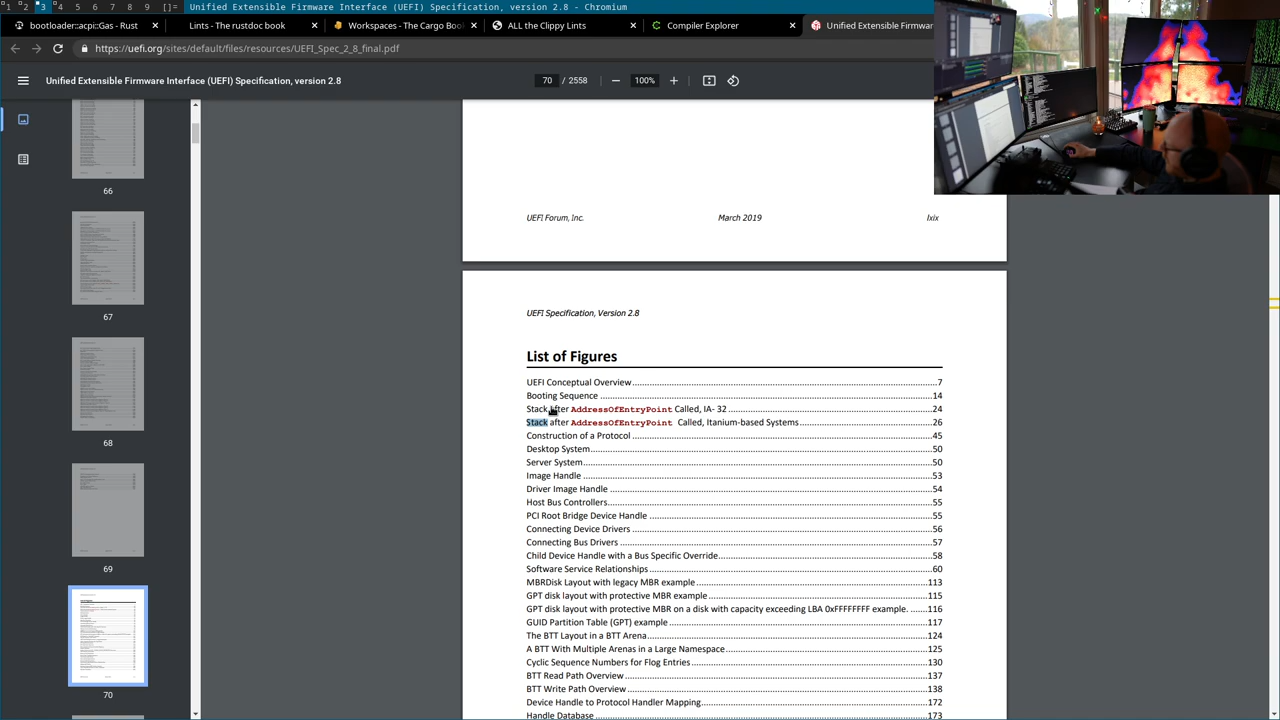 1 2 3 4 5 6 7 8 9 []= Unified Extensible Firmware Interface (UEFI) Specification, version 2.8 - Chromium
bootloader::acpi::Gas - Rust
Lints - The rustdoc
Workspaces - The Cargo Boo
ALL the Clippy Lints
Compiler Explorer
Unified Extensible Firmwar
/UEFI_Spec_2_8_final.pdf
Unified Extensible Firmware Interface (UEFI) Specification, version 2.8
70 / 2558
100%
66
67
68
69
70
UEFI Forum, Inc. March 2019 lxix
UEFI Specification, Version 2.8
List of Figures
UEFI Conceptual Overview 7
Booting Sequence 14
Stack after AddressOfEntryPoint Called, IA- 32 24
Stack after AddressOfEntryPoint Called, Itanium-based Systems 26
Construction of a Protocol 45
Desktop System 50
Server System 50
Image Handle 53
Driver Image Handle 54
Host Bus Controllers 55
PCI Root Bridge Device Handle 55
Connecting Device Drivers 56
Connecting Bus Drivers 57
Child Device Handle with a Bus Specific Override 58
Software Service Relationships 60
MBRDisk Layout with legacy MBR example 113
GPT disk layout with protective MBR example 115
GPT disk layout with protective MBR on a disk with capacity exceeding LBA 0xFFFFFFFF example. 116
GUID Partition Table (GPT) example 117
The BTT Layout in a BTT Arena 124
A BTT With Multiple Arenas in a Large Namespace 125
Cyclic Sequence Numbers for Flog Entries 130
BTT Read Path Overview 137
BTT Write Path Overview 138
Device Handle to Protocol Handler Mapping 172
Handle Database 173